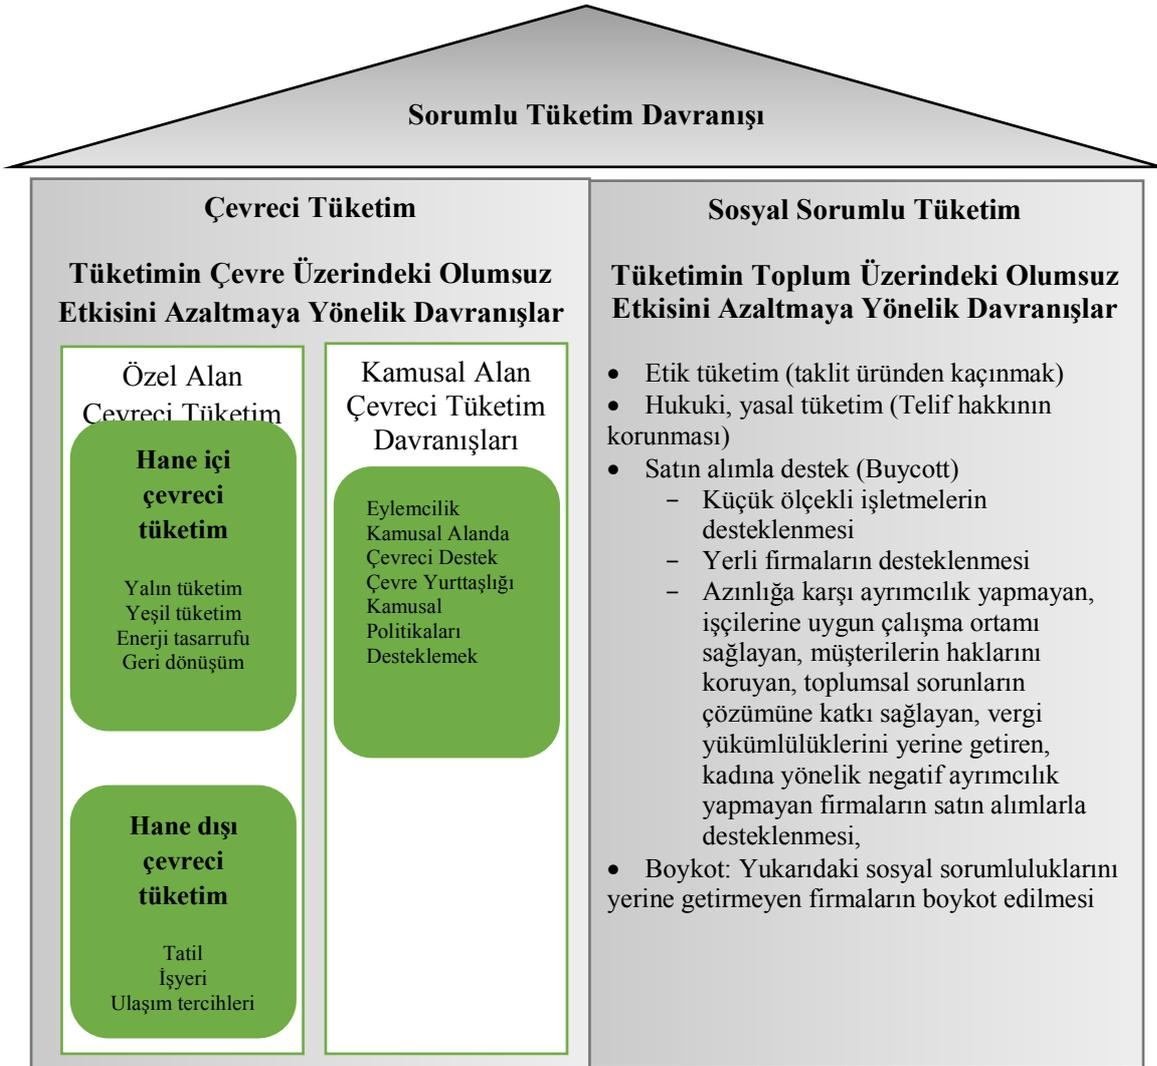 Sorumlu Tüketim Davranışı
Çevreci Tüketim
Tüketimin Çevre Üzerindeki Olumsuz
Etkisini Azaltmaya Yönelik Davranışlar
Özel Alan
Çevreci Tüketim
Hane içi
çevreci
tüketim
Yalın tüketim
Yeşil tüketim
Enerji tasarrufu
Geri dönüşüm
Hane dışı
çevreci
tüketim
Tatil
İşyeri
Ulaşım tercihleri
Kamusal Alan
Çevreci Tüketim
Davranışları
Eylemcilik
Kamusal Alanda
Çevreci Destek
Çevre Yurttaşlığı
Kamusal
Politikaları
Desteklemek
Sosyal Sorumlu Tüketim
Tüketimin Toplum Üzerindeki Olumsuz
Etkisini Azaltmaya Yönelik Davranışlar
• Etik tüketim (taklit üründen kaçınmak)
• Hukuki, yasal tüketim (Telif hakkının
korunması)
• Satın alımla destek (Buycott)
− Küçük ölçekli işletmelerin
desteklenmesi
− Yerli firmaların desteklenmesi
− Azınlığa karşı ayrımcılık yapmayan,
işçilerine uygun çalışma ortamı
sağlayan, müşterilerin haklarını
koruyan, toplumsal sorunların
çözümüne katkı sağlayan, vergi
yükümlülüklerini yerine getiren,
kadına yönelik negatif ayrımcılık
yapmayan firmaların satın alımlarla
desteklenmesi,
• Boykot: Yukarıdaki sosyal sorumluluklarını
yerine getirmeyen firmaların boykot edilmesi